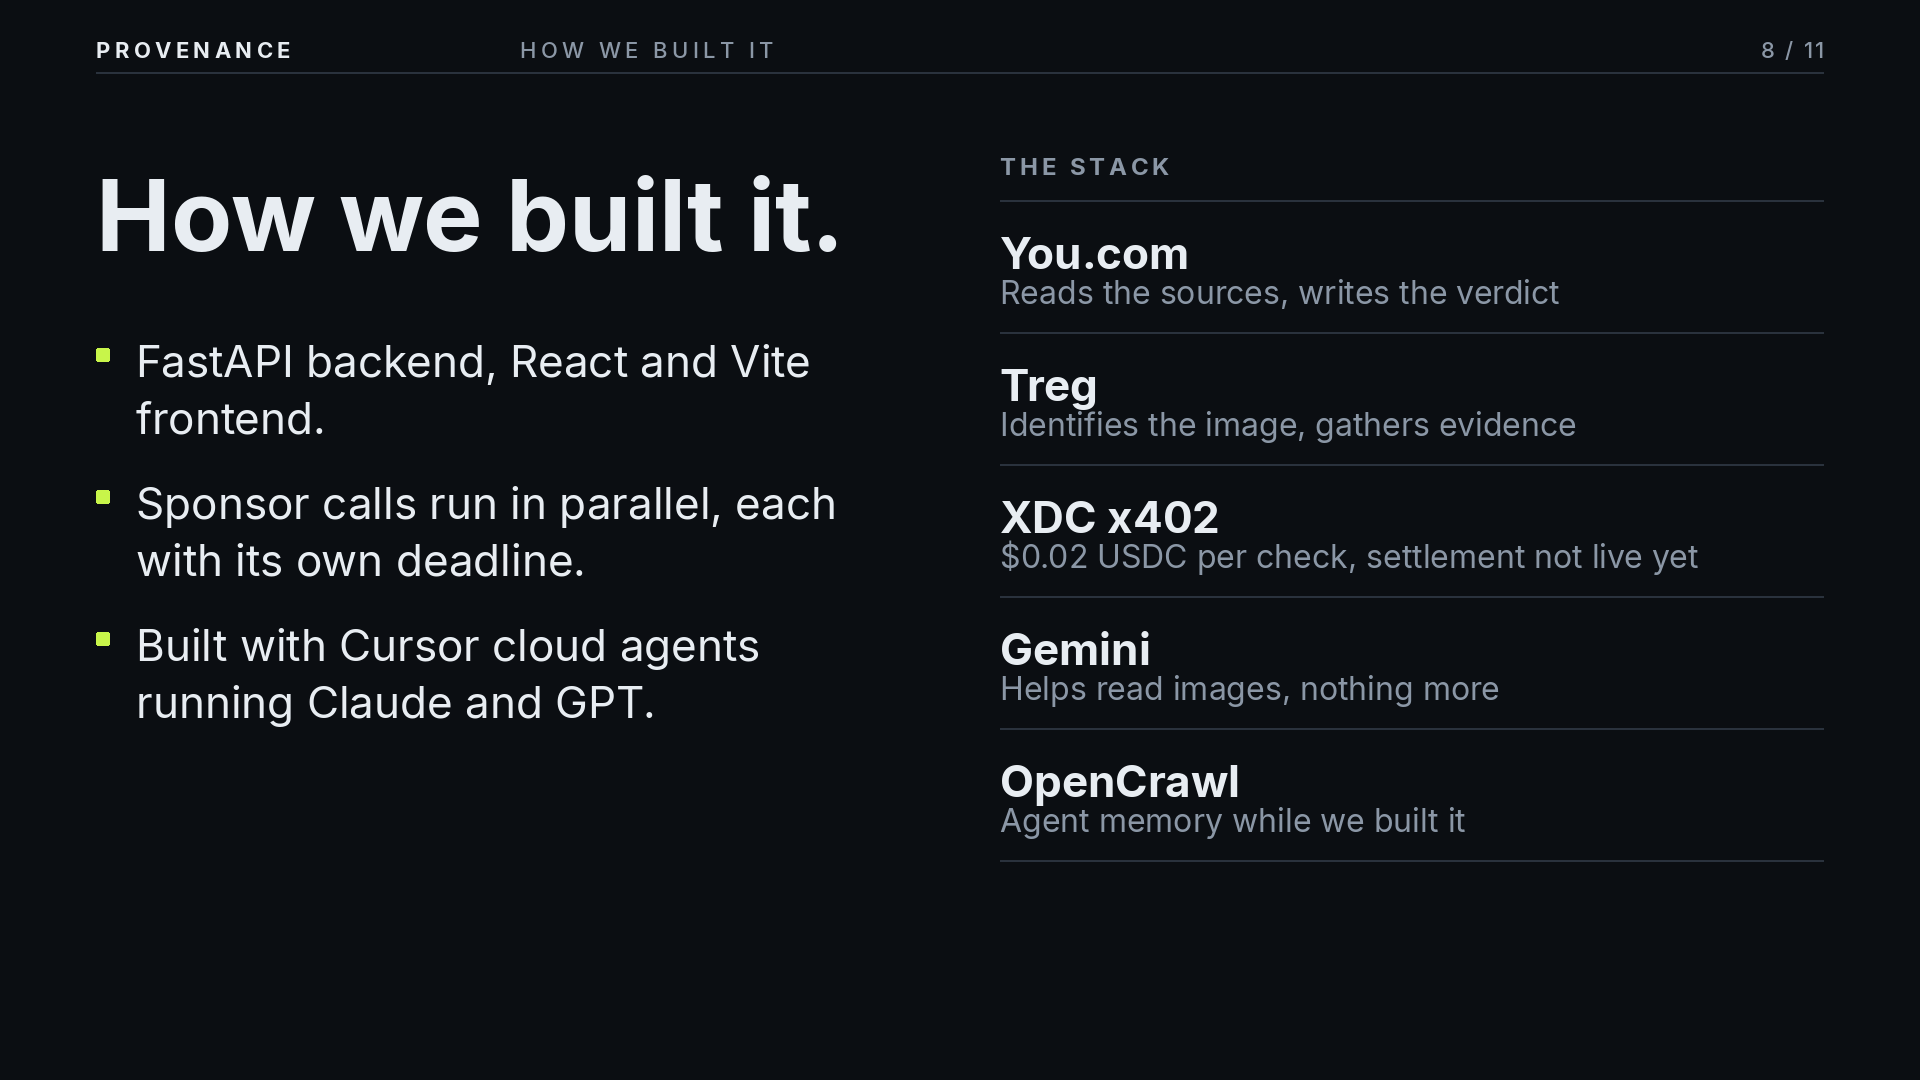 PROVENANCE
HOW WE BUILT IT
8 / 11
How we built it.
FastAPI backend, React and Vite
frontend.
Sponsor calls run in parallel, each
with its own deadline.
Built with Cursor cloud agents
running Claude and GPT.
THE STACK
You.com
Reads the sources, writes the verdict
Treg
Identifies the image, gathers evidence
XDC x402
$0.02 USDC per check, settlement not live yet
Gemini
Helps read images, nothing more
OpenCrawl
Agent memory while we built it